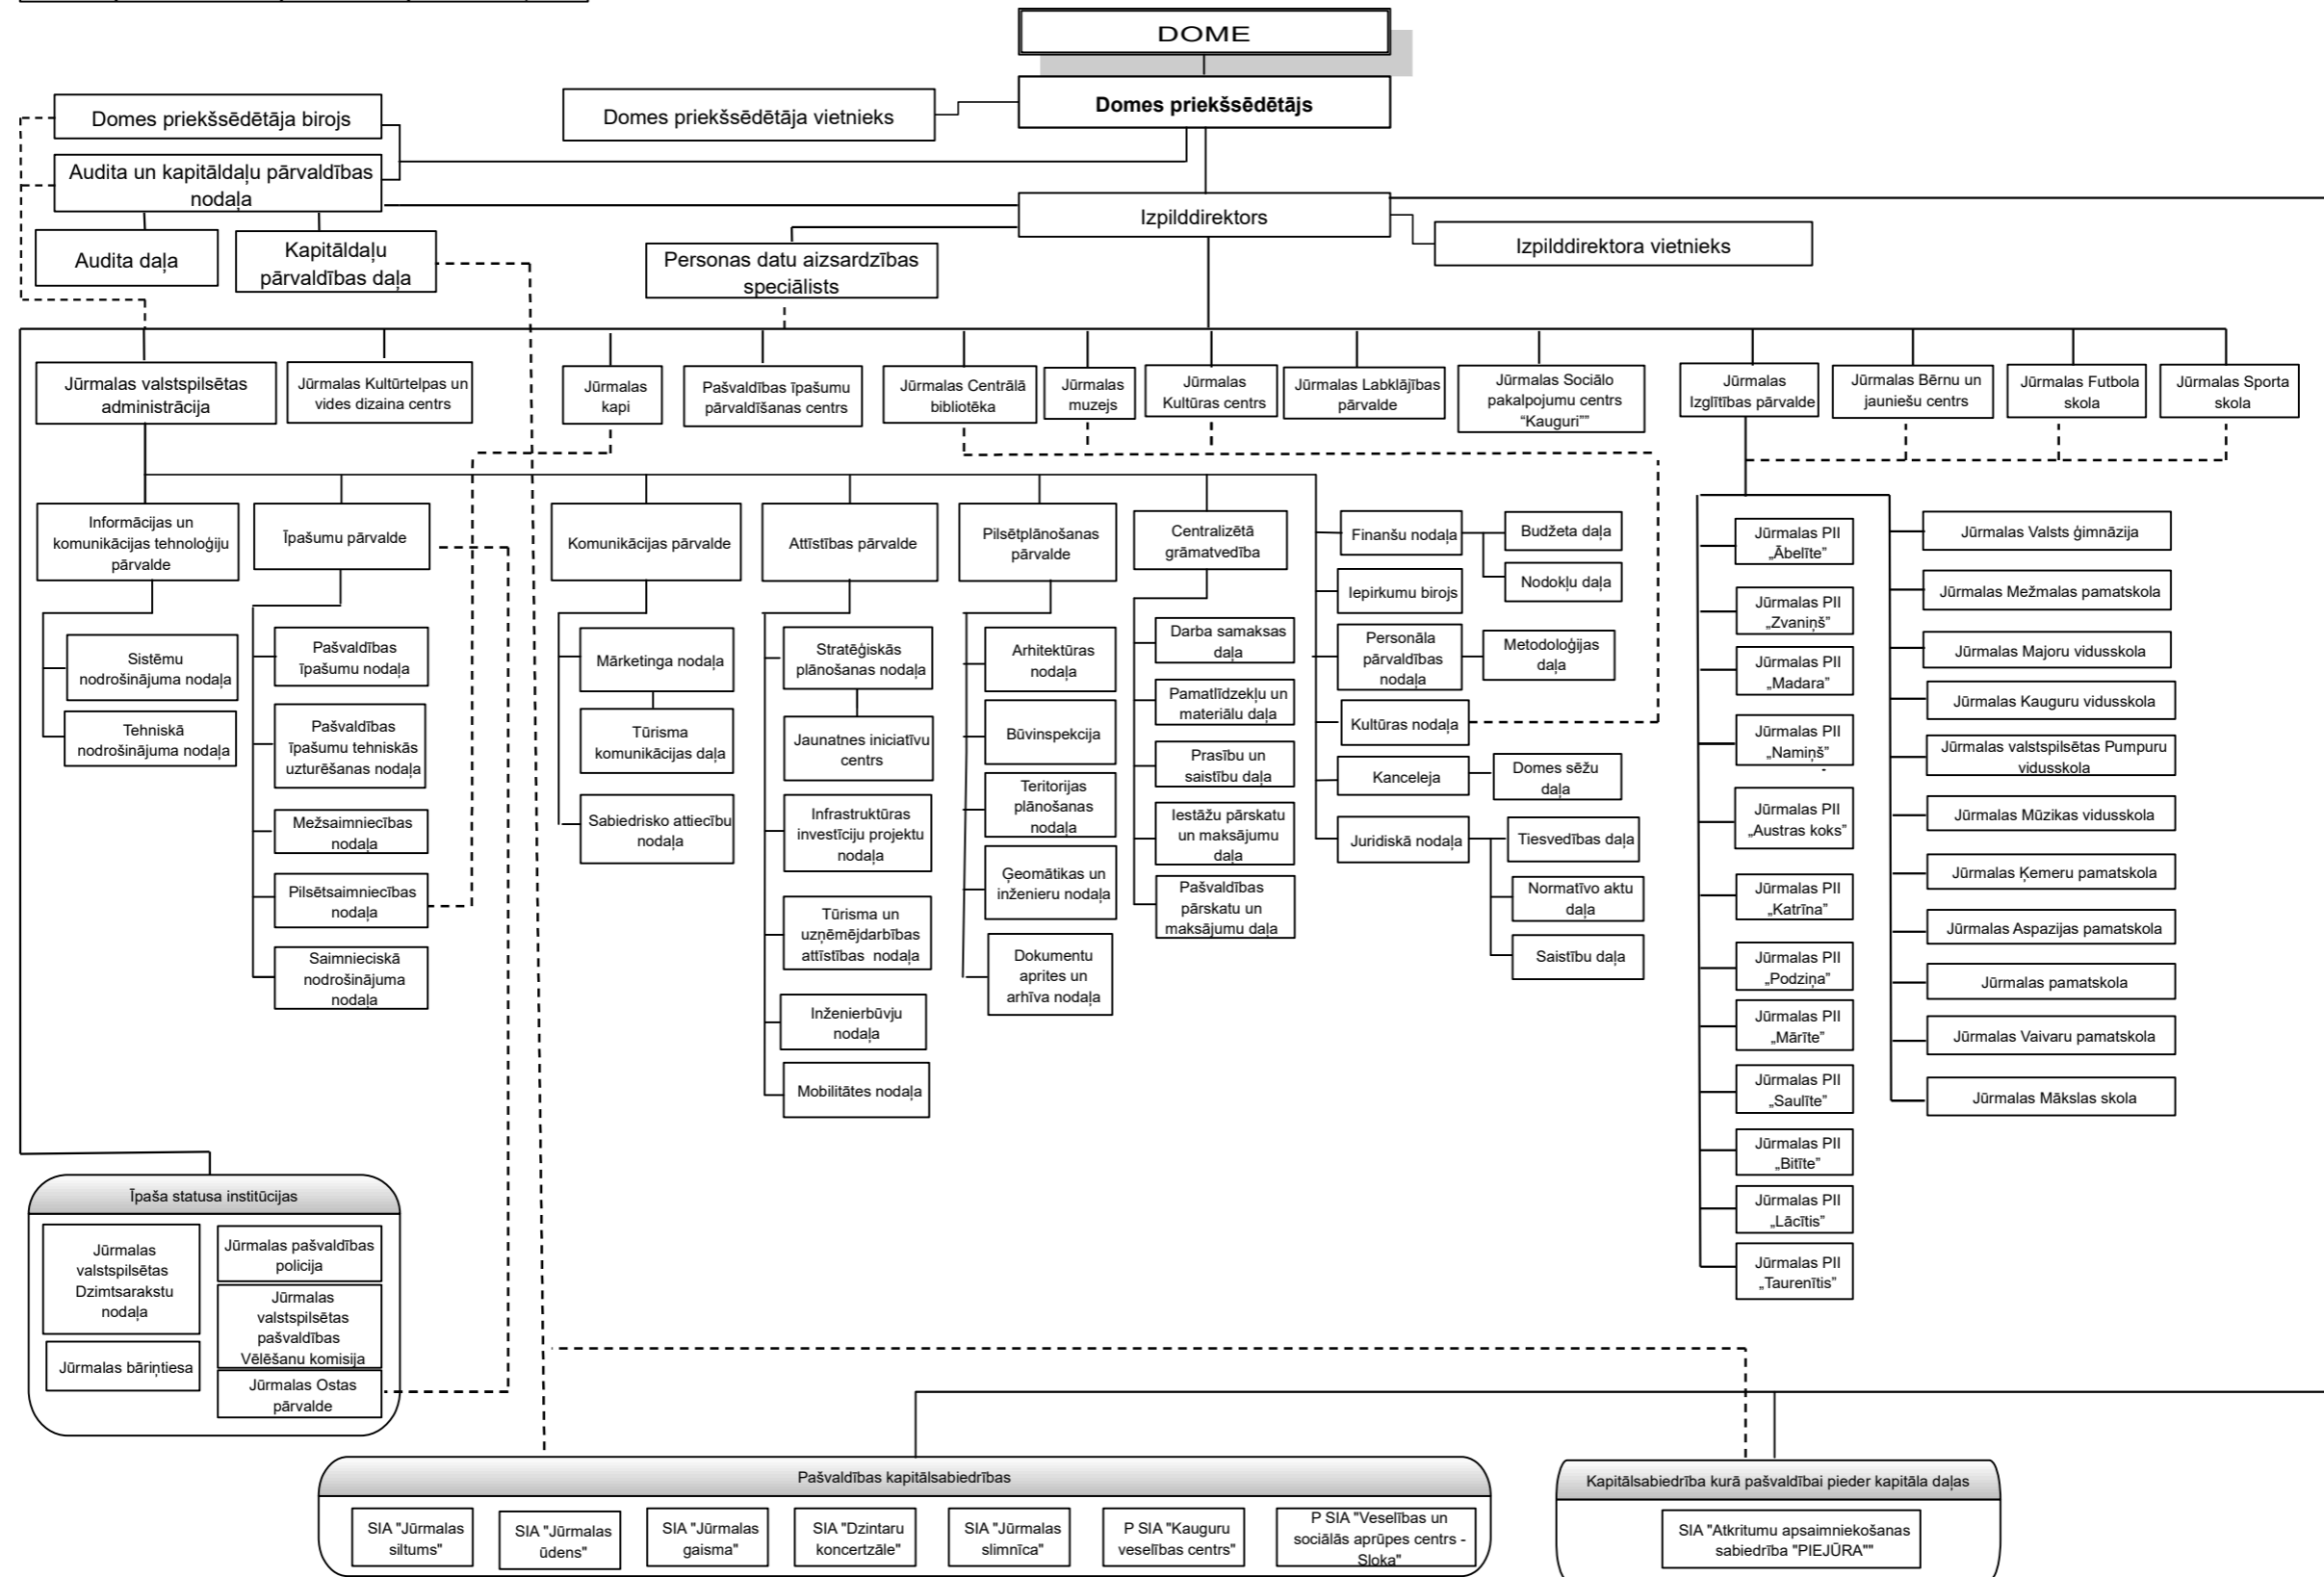 DOME
Domes priekšsēdētājs
Domes priekšsēdētāja vietnieks
Domes priekšsēdētāja birojs
Audita un kapitāldaļu pārvaldības
nodaļa
Izpilddirektors
Izpilddirektora vietnieks
Audita daļa
Kapitāldaļu
pārvaldības daļa
Personas datu aizsardzības
speciālists
Jūrmalas valstspilsētas
administrācija
Jūrmalas Kultūrtelpas un
vides dizaina centrs
Jūrmalas
kapi
Pašvaldības īpašumu
pārvaldīšanas centrs
Jūrmalas Centrālā
bibliotēka
Jūrmalas
muzejs
Jūrmalas
Kultūras centrs
Jūrmalas Labklājības
pārvalde
Jūrmalas Sociālo
pakalpojumu centrs
“Kauguri””
Jūrmalas
Izglītības pārvalde
Jūrmalas Bērnu un
jauniešu centrs
Jūrmalas Futbola
skola
Jūrmalas Sporta
skola
Informācijas un
komunikācijas tehnoloģiju
pārvalde
Sistēmu
nodrošinājuma nodaļa
Tehniskā
nodrošinājuma nodaļa
Īpašumu pārvalde
Pašvaldības
īpašumu nodaļa
Pašvaldības
īpašumu tehniskās
uzturēšanas nodaļa
Mežsaimniecības
nodaļa
Pilsētsaimniecības
nodaļa
Saimnieciskā
nodrošinājuma
nodaļa
Komunikācijas pārvalde
Mārketinga nodaļa
Tūrisma
komunikācijas daļa
Sabiedrisko attiecību
nodaļa
Attīstības pārvalde
Stratēģiskās
plānošanas nodaļa
Jaunatnes iniciatīvu
centrs
Infrastruktūras
investīciju projektu
nodaļa
Tūrisma un
uzņēmējdarbības
attīstības nodaļa
Inženierbūvju
nodaļa
Mobilitātes nodaļa
Pilsētplānošanas
pārvalde
Arhitektūras
nodaļa
Būvinspekcija
Teritorijas
plānošanas
nodaļa
Ģeomātikas un
inženieru nodaļa
Dokumentu
aprites un
arhīva nodaļa
Centralizētā
grāmatvedība
Darba samaksas
daļa
Pamatlīdzekļu un
materiālu daļa
Prasību un
saistību daļa
Iestāžu pārskatu
un maksājumu
daļa
Pašvaldības
pārskatu un
maksājumu daļa
Finanšu nodaļa
Budžeta daļa
Nodokļu daļa
Iepirkumu birojs
Personāla
pārvaldības
nodaļa
Metodoloģijas
daļa
Kultūras nodaļa
Kanceleja
Domes sēžu
daļa
Juridiskā nodaļa
Tiesvedības daļa
Normatīvo aktu
daļa
Saistību daļa
Jūrmalas PII
„Ābelīte”
Jūrmalas PII
„Zvaniņš”
Jūrmalas PII
„Madara”
Jūrmalas PII
„Namiņš”
-
Jūrmalas PII
„Austras koks”
Jūrmalas PII
„Katrīna”
Jūrmalas PII
„Podziņa”
Jūrmalas PII
„Mārīte”
Jūrmalas PII
„Saulīte”
Jūrmalas PII
„Bitīte”
Jūrmalas PII
„Lācītis”
Jūrmalas PII
„Taurenītis”
Jūrmalas Valsts ģimnāzija
Jūrmalas Mežmalas pamatskola
Jūrmalas Majoru vidusskola
Jūrmalas Kauguru vidusskola
Jūrmalas valstspilsētas Pumpuru
vidusskola
Jūrmalas Mūzikas vidusskola
Jūrmalas Ķemeru pamatskola
Jūrmalas Aspazijas pamatskola
Jūrmalas pamatskola
Jūrmalas Vaivaru pamatskola
Jūrmalas Mākslas skola
Īpaša statusa institūcijas
Jūrmalas
valstspilsētas
Dzimtsarakstu
nodaļa
Jūrmalas bāriņtiesa
Jūrmalas pašvaldības
policija
Jūrmalas
valstspilsētas
pašvaldības
Vēlēšanu komisija
Jūrmalas Ostas
pārvalde
Pašvaldības kapitālsabiedrības
SIA "Jūrmalas
siltums"
SIA "Jūrmalas
ūdens"
SIA "Jūrmalas
gaisma"
SIA "Dzintaru
koncertzāle"
SIA "Jūrmalas
slimnīca"
P SIA "Kauguru
veselības centrs"
P SIA "Veselības un
sociālās aprūpes centrs -
Sloka"
Kapitālsabiedrība kurā pašvaldībai pieder kapitāla daļas
SIA "Atkritumu apsaimniekošanas
sabiedrība "PIEJŪRA""